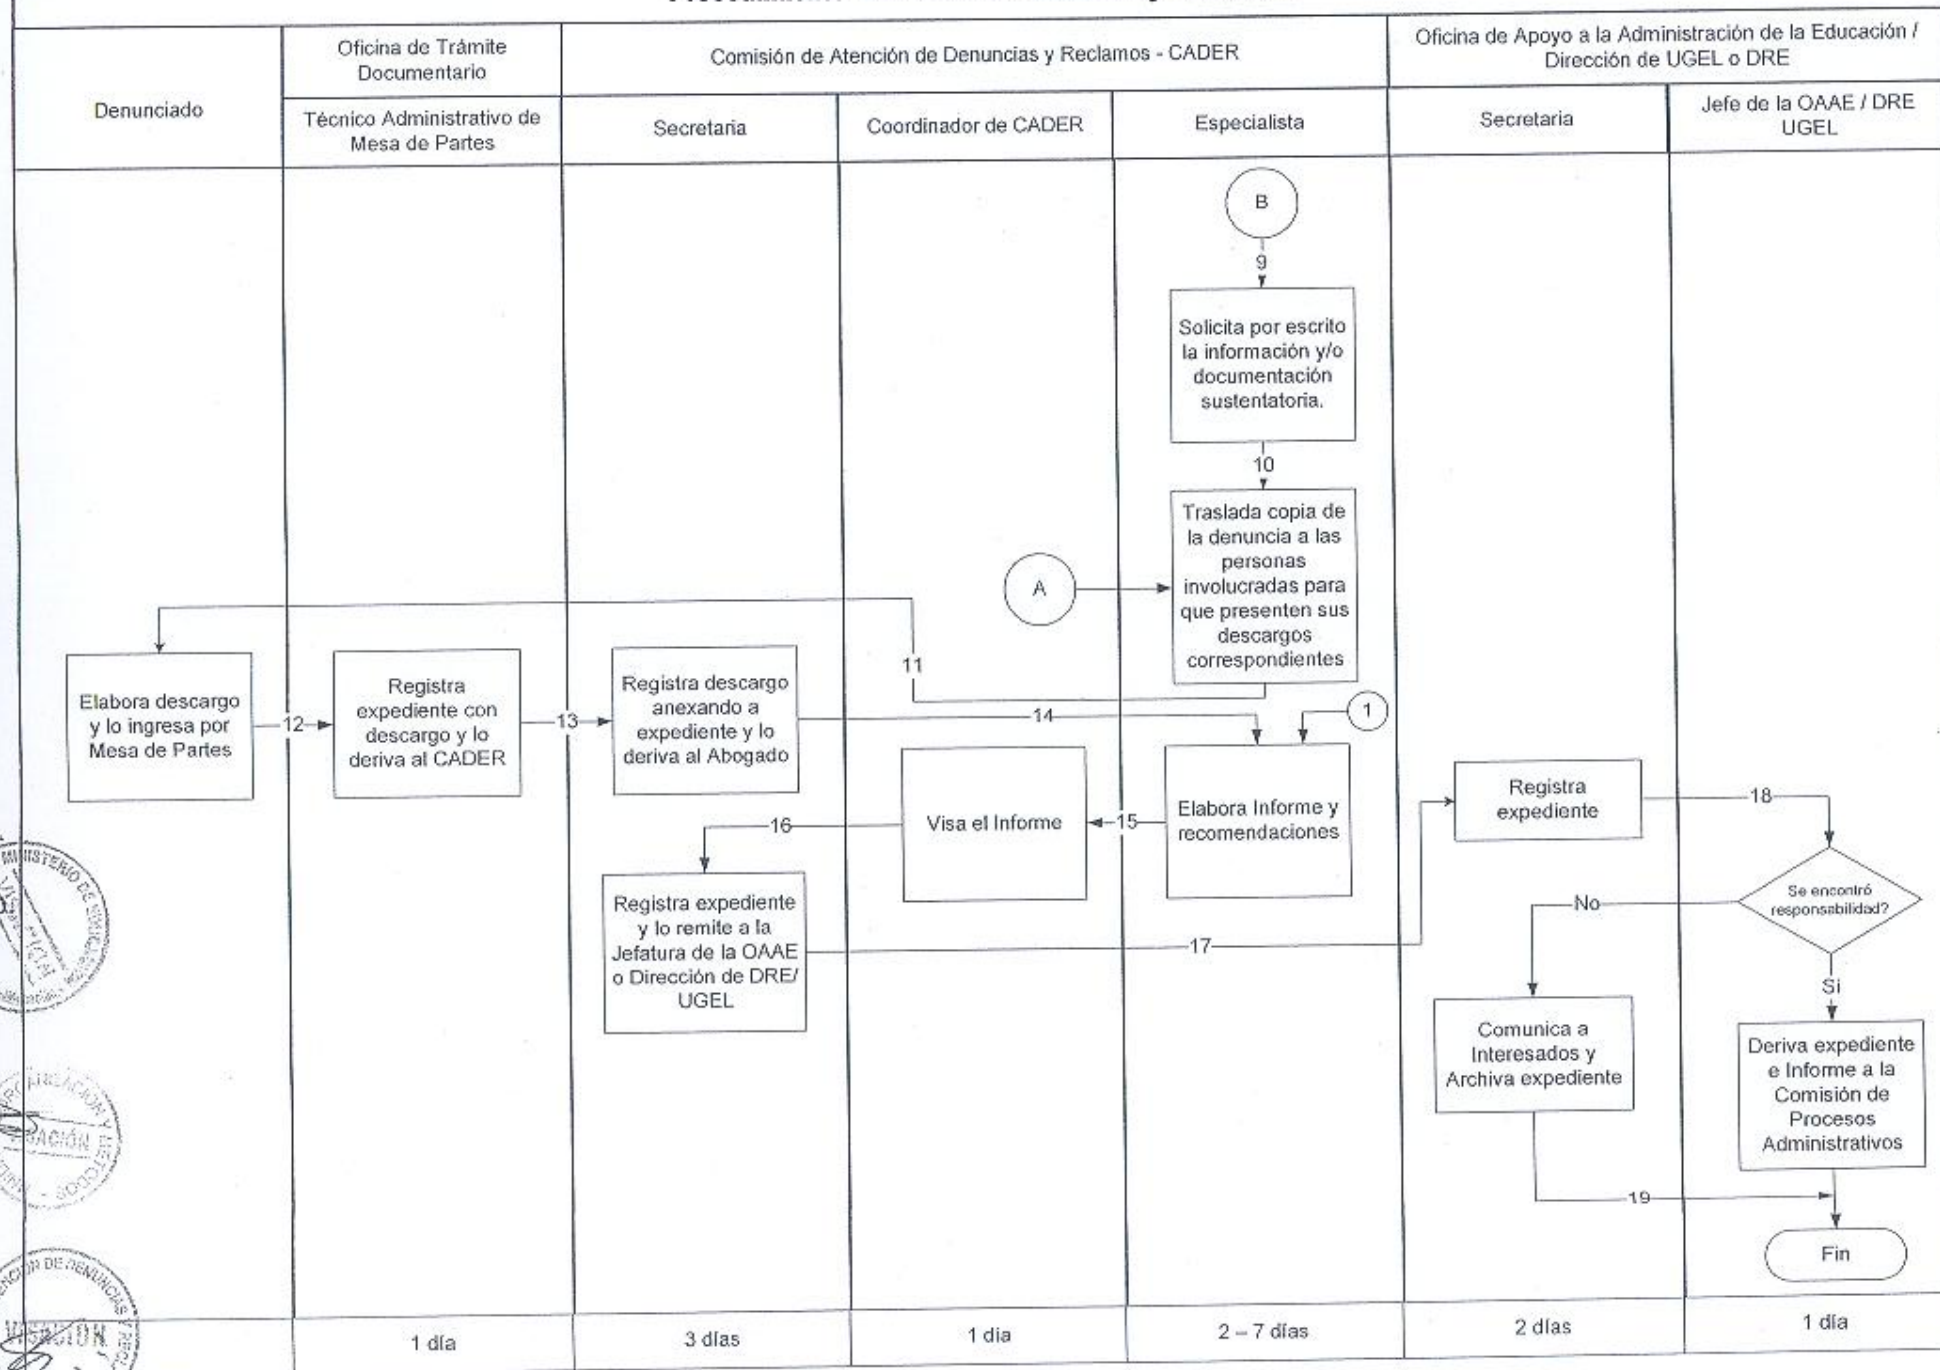 Denunciado
Oficina de Trámite
Documentario
Comisión de Atención de Denuncias y Reclamos - CADER
Oficina de Apoyo a la Administración de la Educación /
Dirección de UGEL o DRE
Técnico Administrativo de
Mesa de Partes
Secretaria
Coordinador de CADER
Especialista
Secretaria
Jefe de la OAAE / DRE
UGEL
B
9
Solicita por escrito
la información y/o
documentación
sustentatoria.
10
Traslada copia de
la denuncia a las
personas
involucradas para
que presenten sus
descargos
correspondientes
A
11
Elabora descargo
y lo ingresa por
Mesa de Partes
12
Registra
expediente con
descargo y lo
deriva al CADER
13
Registra descargo
anexando a
expediente y lo
deriva al Abogado
14
1
Elabora Informe y
recomendaciones
15
Visa el Informe
16
Registra expediente
y lo remite a la
Jefatura de la OAAE
o Dirección de DRE/
UGEL
17
Registra
expediente
18
Se encontró
responsabilidad?
No
Si
Comunica a
Interesados y
Archiva expediente
Deriva expediente
e Informe a la
Comisión de
Procesos
Administrativos
19
Fin
MINISTERIO DE
VISACIÓN
DE DENUNCIAS Y
VISACION
1 día
3 días
1 dia
2 – 7 días
2 días
1 día